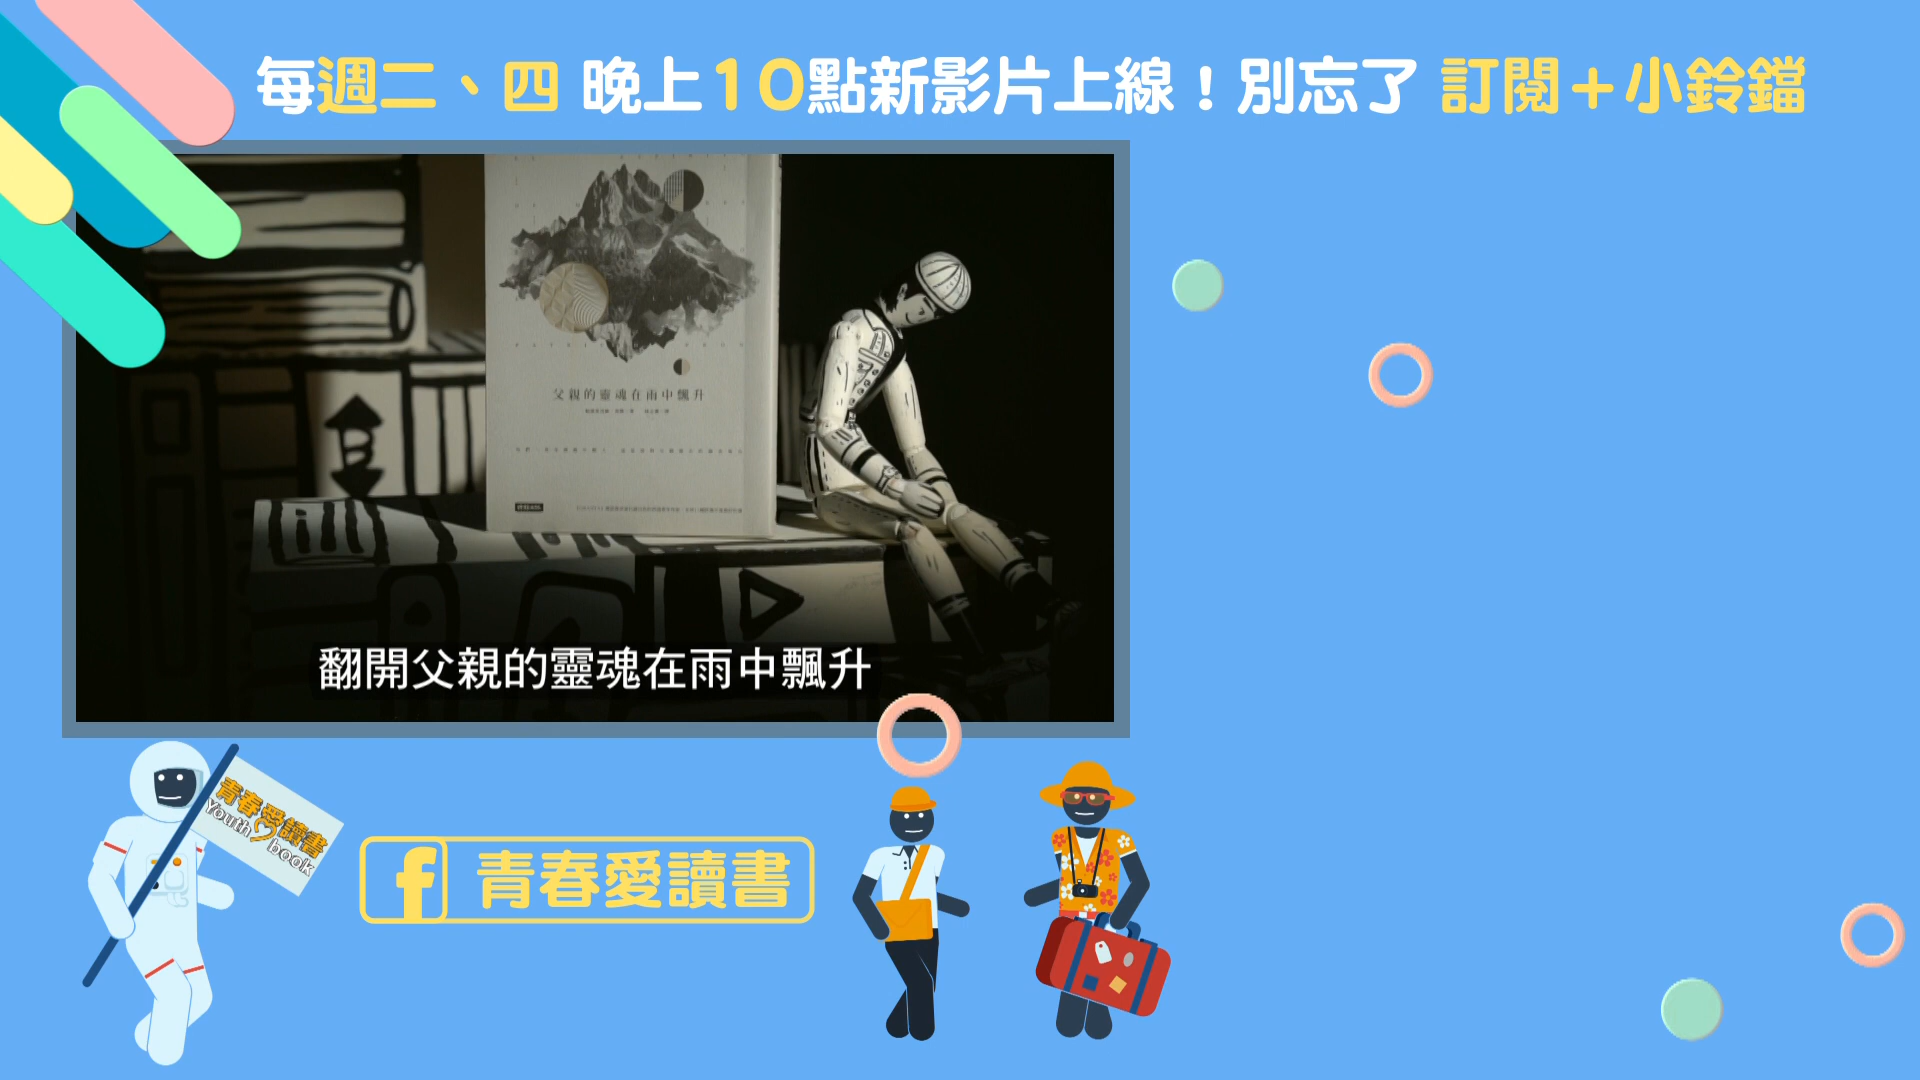 每週二、四 晚上10點新影片上線！別忘了 訂閱＋小鈴鐺
父親的靈魂在雨中飄升
翻開父親的靈魂在雨中飄升
青春愛讀書
Youth book
f 青春愛讀書